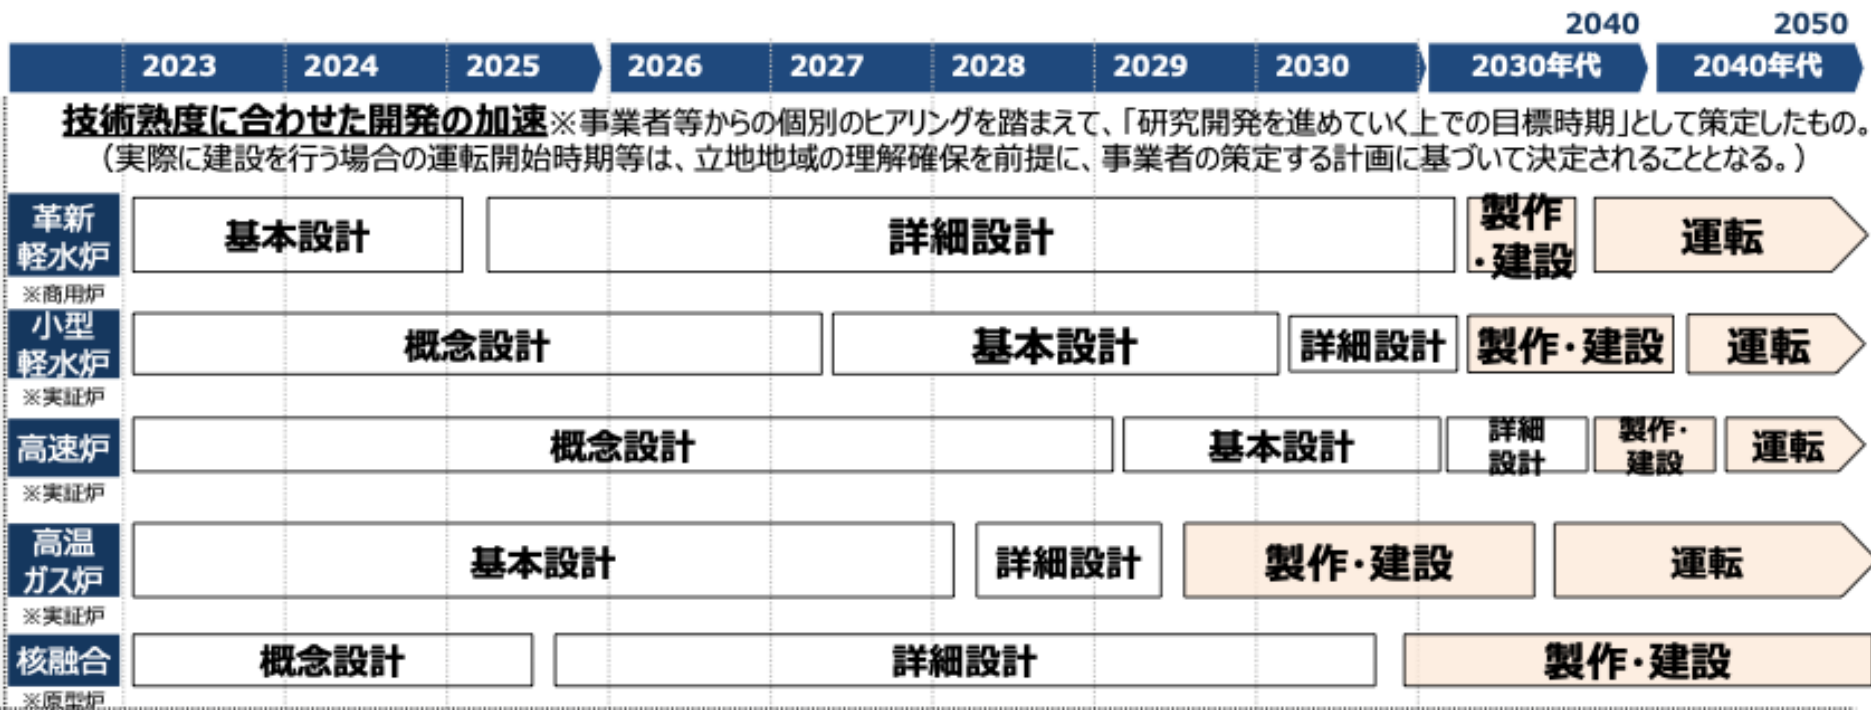 2040 2050
2023 2024 2025 2026 2027 2028 2029 2030 2030年代 2040年代
技術熟度に合わせた開発の加速※事業者等からの個別のヒアリングを踏まえて、「研究開発を進めていく上での目標時期」として策定したもの。
（実際に建設を行う場合の運転開始時期等は、立地地域の理解確保を前提に、事業者の策定する計画に基づいて決定されることとなる。）
革新
軽水炉
※商用炉
基本設計
詳細設計
製作
・建設
運転
小型
軽水炉
※実証炉
概念設計
基本設計
詳細設計
製作・建設
運転
高速炉
※実証炉
概念設計
基本設計
詳細
設計
製作・
建設
運転
高温
ガス炉
※実証炉
基本設計
詳細設計
製作・建設
運転
核融合
※原型炉
概念設計
詳細設計
製作・建設